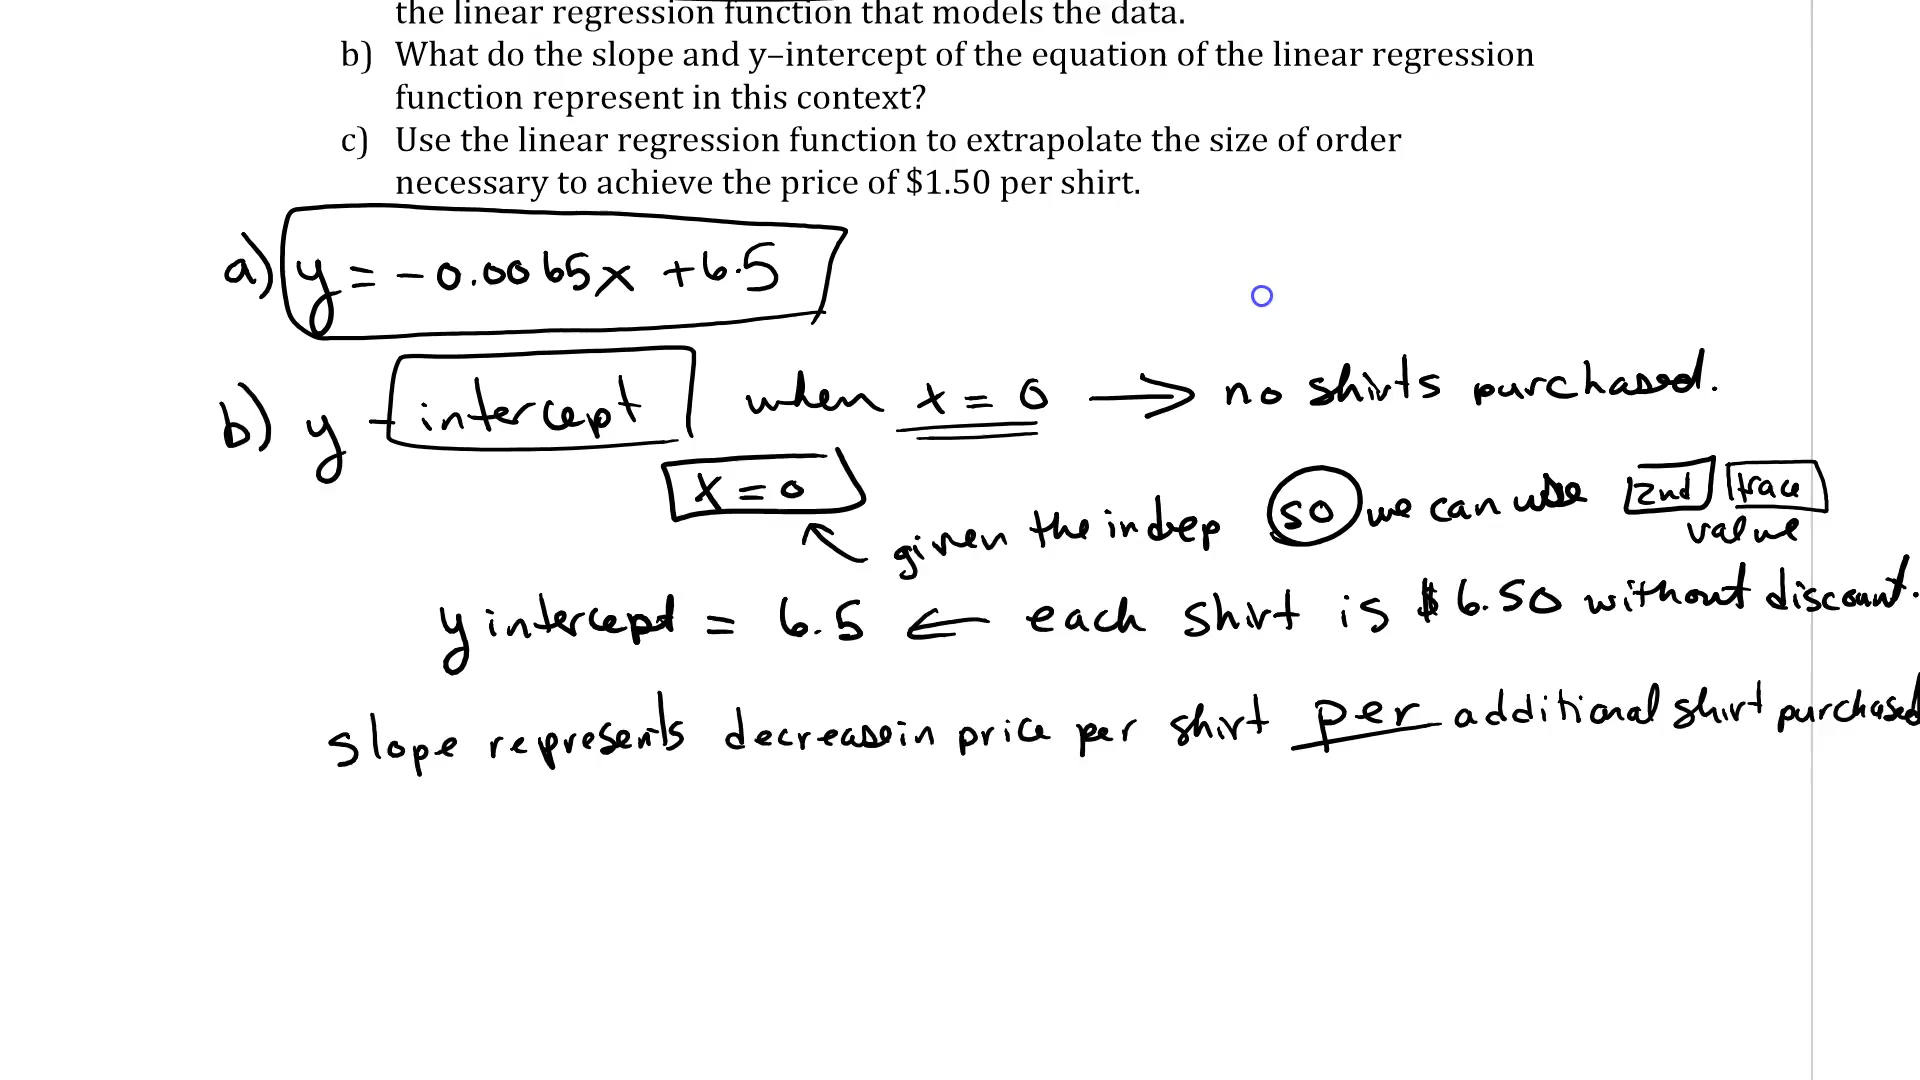 the linear regression function that models the data.
b) What do the slope and y–intercept of the equation of the linear regression
function represent in this context?
c) Use the linear regression function to extrapolate the size of order
necessary to achieve the price of $1.50 per shirt.
a) y = -0.0065x + 6.5
b) y - intercept when x = 0 → no shirts purchased.
x = 0
given the indep so we can use 2nd trace
value
y intercept = 6.5 ← each shirt is $6.50 without discount.
slope represents decrease in price per shirt per additional shirt purchased